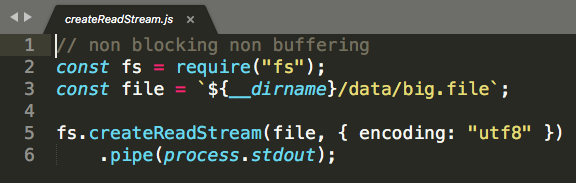 createReadStream.js ×
1 // non blocking non buffering
2 const fs = require("fs");
3 const file = `${__dirname}/data/big.file`;
4
5 fs.createReadStream(file, { encoding: "utf8" })
6     .pipe(process.stdout);